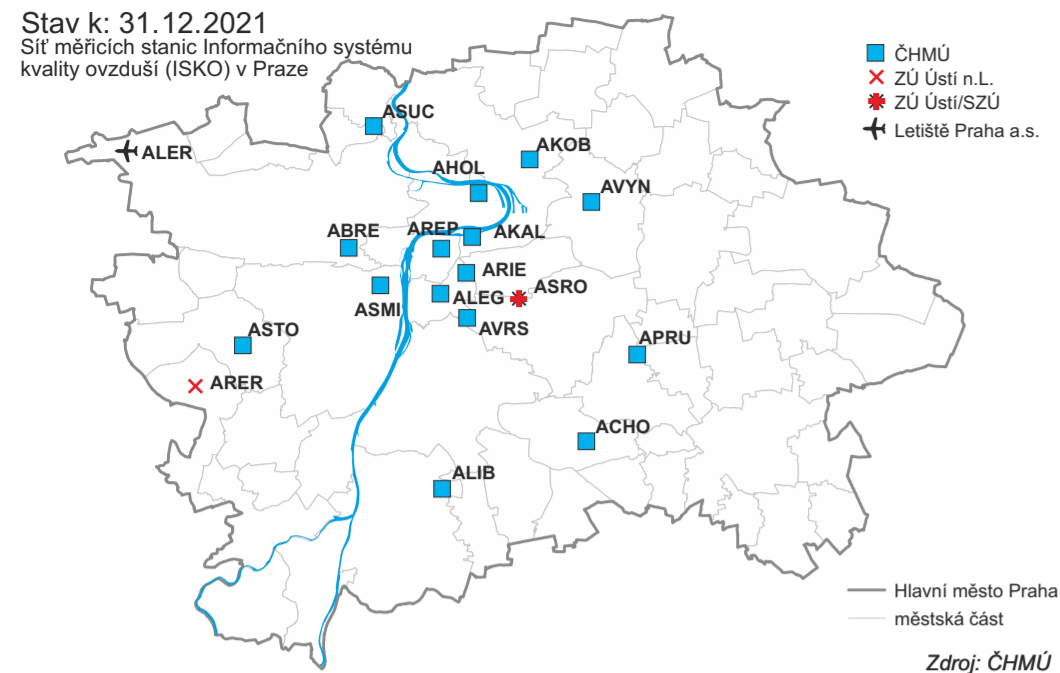 Stav k: 31.12.2021
Síť měřicích stanic Informačního systému
kvality ovzduší (ISKO) v Praze
ČHMÚ
ZÚ Ústí n.L.
ZÚ Ústí/SZÚ
Letiště Praha a.s.
ASUC
ALER
AKOB
AHOL
AVYN
ABRE
AREP
AKAL
ARIE
ASMI
ALEG
ASRO
AVRS
ASTO
APRU
ARER
ACHO
ALIB
Hlavní město Praha
městská část
Zdroj: ČHMÚ